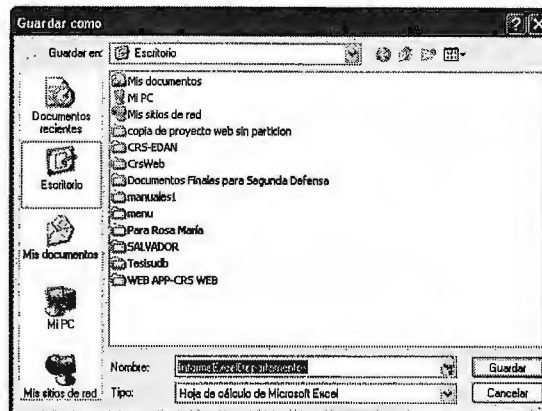 Guardar como
Guardar en: Escritorio
Documentos recientes
Escritorio
Mis documentos
Mi PC
Mis sitios de red
Mis documentos
Mi PC
Mis sitios de red
copia de proyecto web sin particion
CRS-EDAN
CrsWeb
Documentos Finales para Segunda Defensa
manuales1
menu
Para Rosa María
SALVADOR
Tesisudb
WEB APP-CRS WEB
Nombre: InformeExcelDepartamento
Guardar
Tipo: Hoja de cálculo de Microsoft Excel
Cancelar